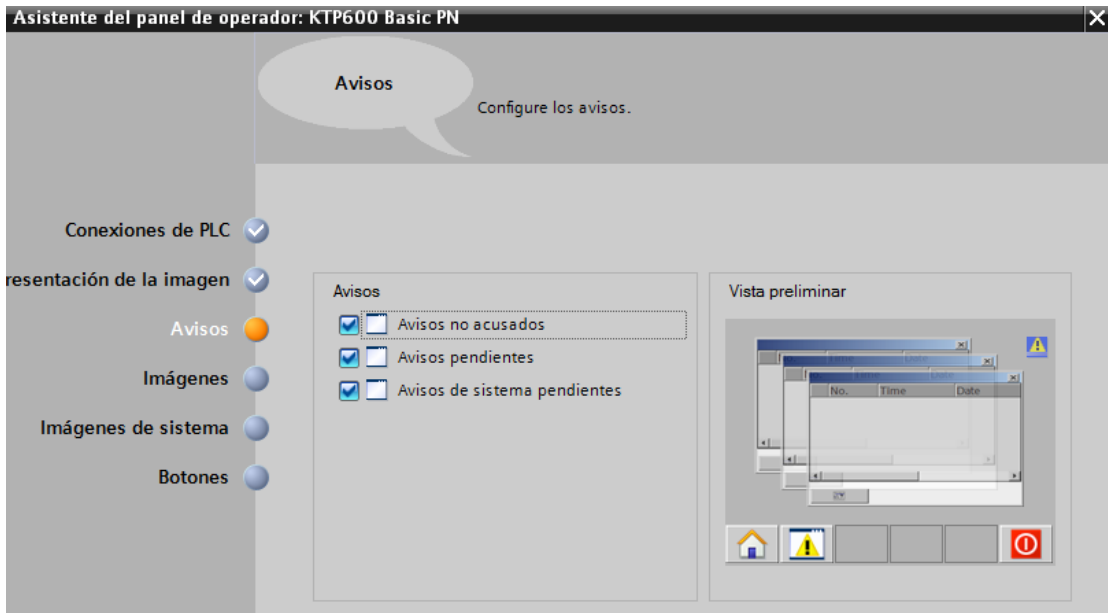 Asistente del panel de operador: KTP600 Basic PN
Avisos
Configure los avisos.
Conexiones de PLC
resentación de la imagen
Avisos
Imágenes
Imágenes de sistema
Botones
Avisos
Avisos no acusados
Avisos pendientes
Avisos de sistema pendientes
Vista preliminar
No. Time Date